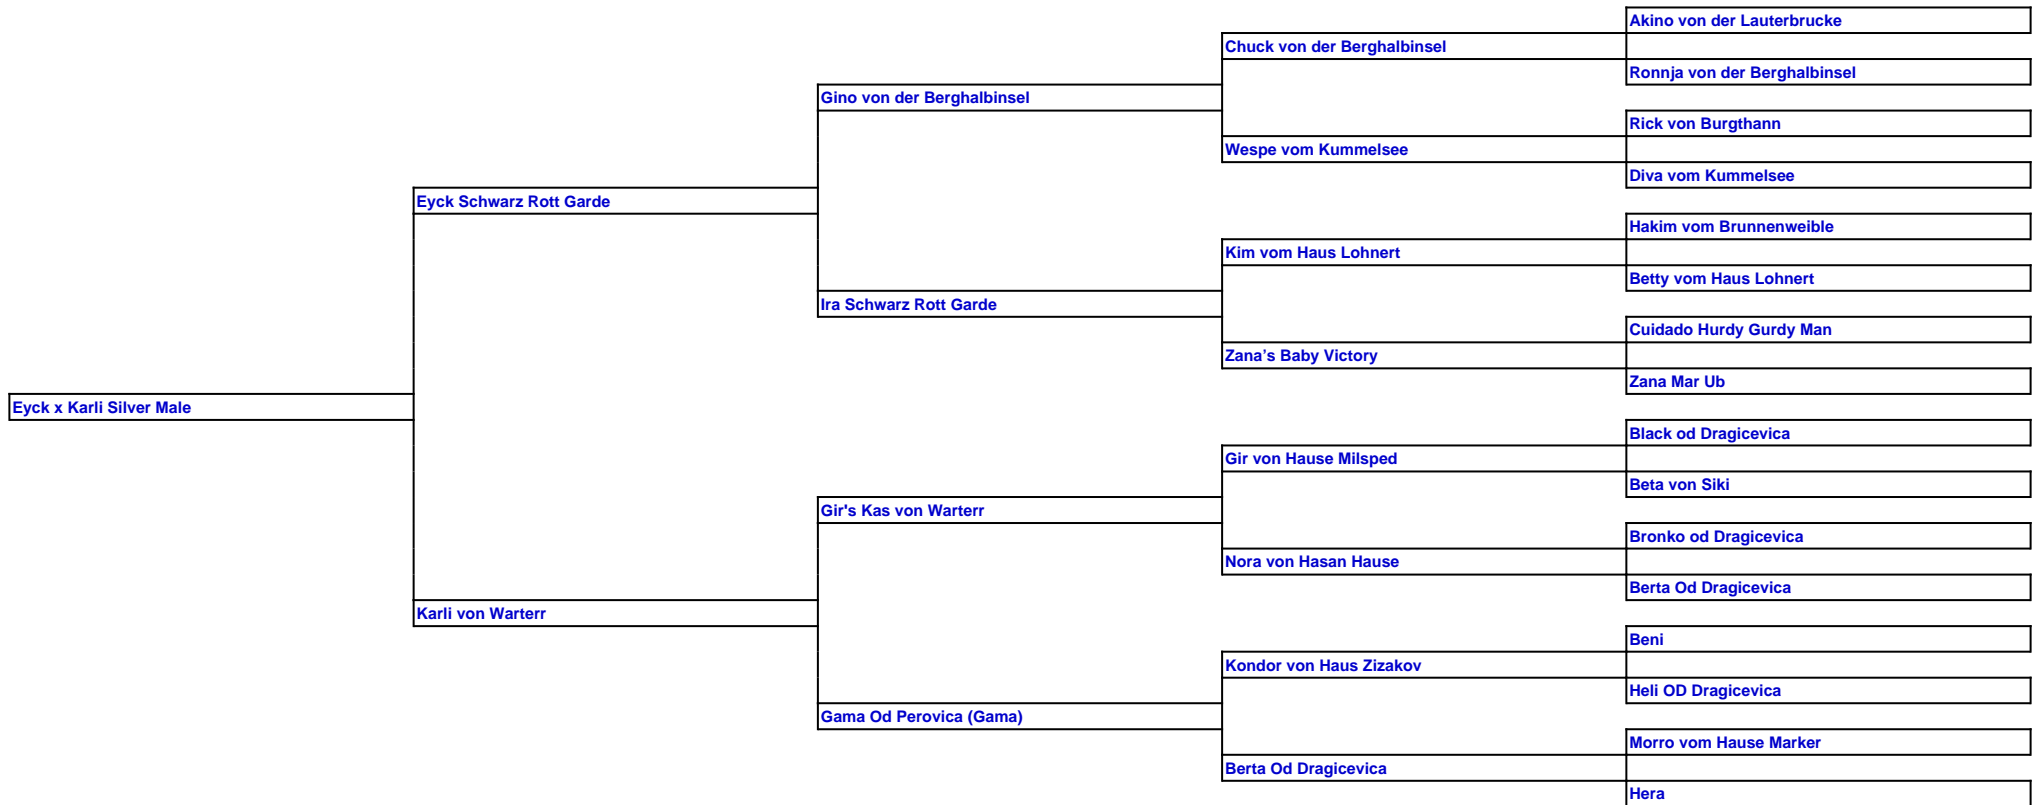 Akino von der Lauterbrucke
Chuck von der Berghalbinsel
Ronnja von der Berghalbinsel
Gino von der Berghalbinsel
Rick von Burgthann
Wespe vom Kummelsee
Diva vom Kummelsee
Eyck Schwarz Rott Garde
Hakim vom Brunnenweible
Kim vom Haus Lohnert
Betty vom Haus Lohnert
Ira Schwarz Rott Garde
Cuidado Hurdy Gurdy Man
Zana’s Baby Victory
Zana Mar Ub
Eyck x Karli Silver Male
Black od Dragicevica
Gir von Hause Milsped
Beta von Siki
Gir's Kas von Warterr
Bronko od Dragicevica
Nora von Hasan Hause
Berta Od Dragicevica
Karli von Warterr
Beni
Kondor von Haus Zizakov
Heli OD Dragicevica
Gama Od Perovica (Gama)
Morro vom Hause Marker
Berta Od Dragicevica
Hera